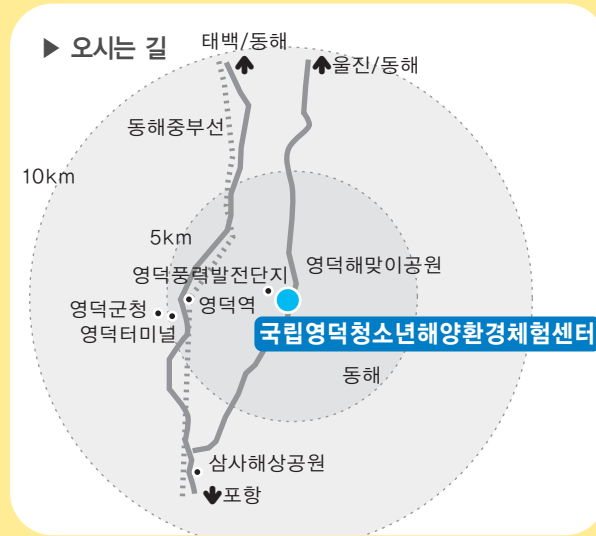 ▶ 오시는 길
태백/동해
울진/동해
동해중부선
10km
5km
영덕풍력발전단지
영덕해맞이공원
영덕군청
영덕역
영덕터미널
국립영덕청소년해양환경체험센터
동해
삼사해상공원
포항